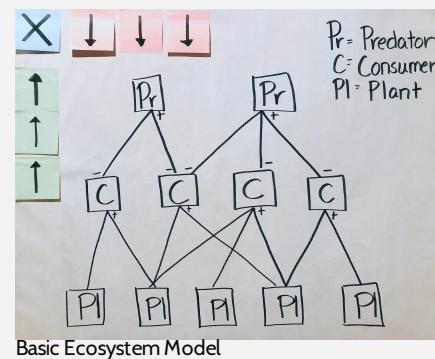 X ↓ ↓ ↓
↑
↑
↑
Pr = Predator
C = Consumer
Pl = Plant
Pr Pr
+ +
- - - -
C C C C
+ + + +
Pl Pl Pl Pl Pl
Basic Ecosystem Model